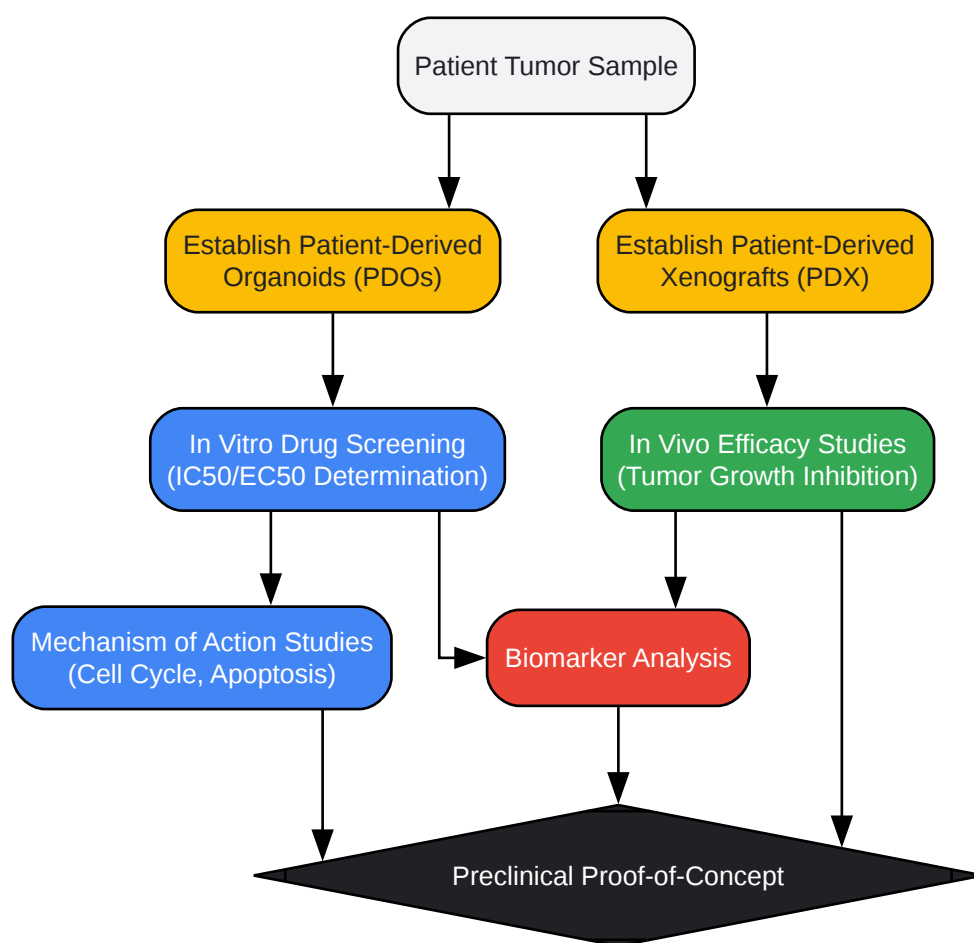 Patient Tumor Sample
Establish Patient-Derived
Organoids (PDOs)
Establish Patient-Derived
Xenografts (PDX)
In Vitro Drug Screening
(IC50/EC50 Determination)
In Vivo Efficacy Studies
(Tumor Growth Inhibition)
Mechanism of Action Studies
(Cell Cycle, Apoptosis)
Biomarker Analysis
Preclinical Proof-of-Concept